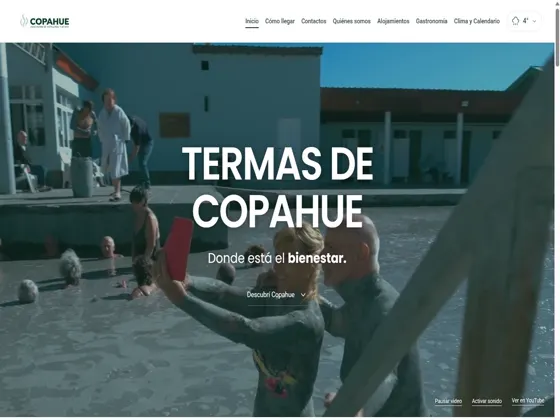 COPAHUE
Inicio Cómo llegar Contactos Quiénes somos Alojamientos Gastronomía Clima y Calendario 4°
TERMAS DE
COPAHUE
Donde está el bienestar.
Descubrí Copahue
Pausar video Activar sonido Ver en YouTube